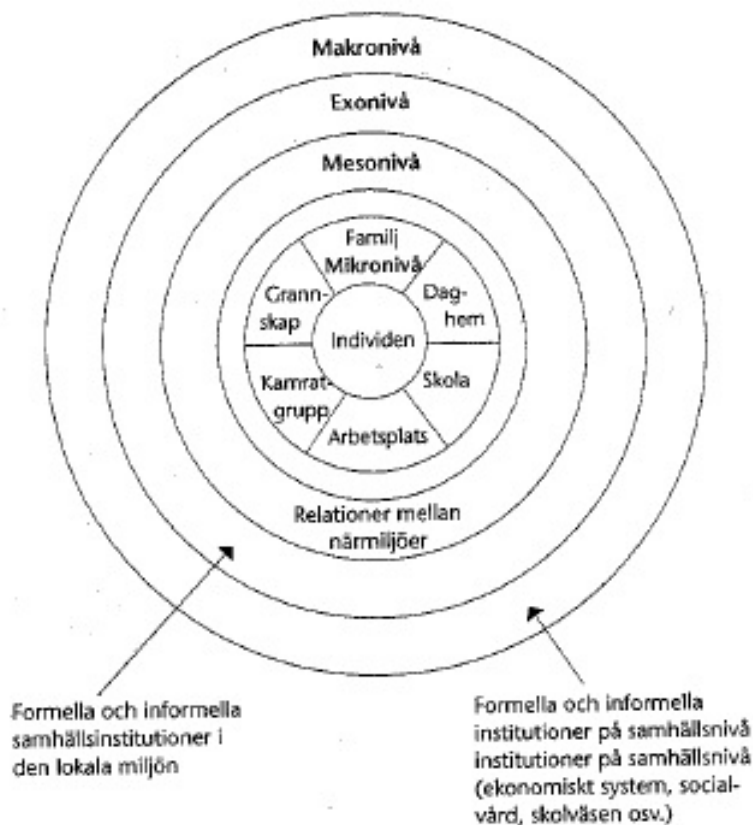 Makronivå
Exonivå
Mesonivå
Familj
Mikronivå
Grann-
skap
Dag-
hem
Individen
Kamrat-
grupp
Skola
Arbetsplats
Relationer mellan
närmiljöer
Formella och informella
samhällsinstitutioner i
den lokala miljön
Formella och informella
institutioner på samhällsnivå
institutioner på samhällsnivå
(ekonomiskt system, social-
vård, skolväsen osv.)